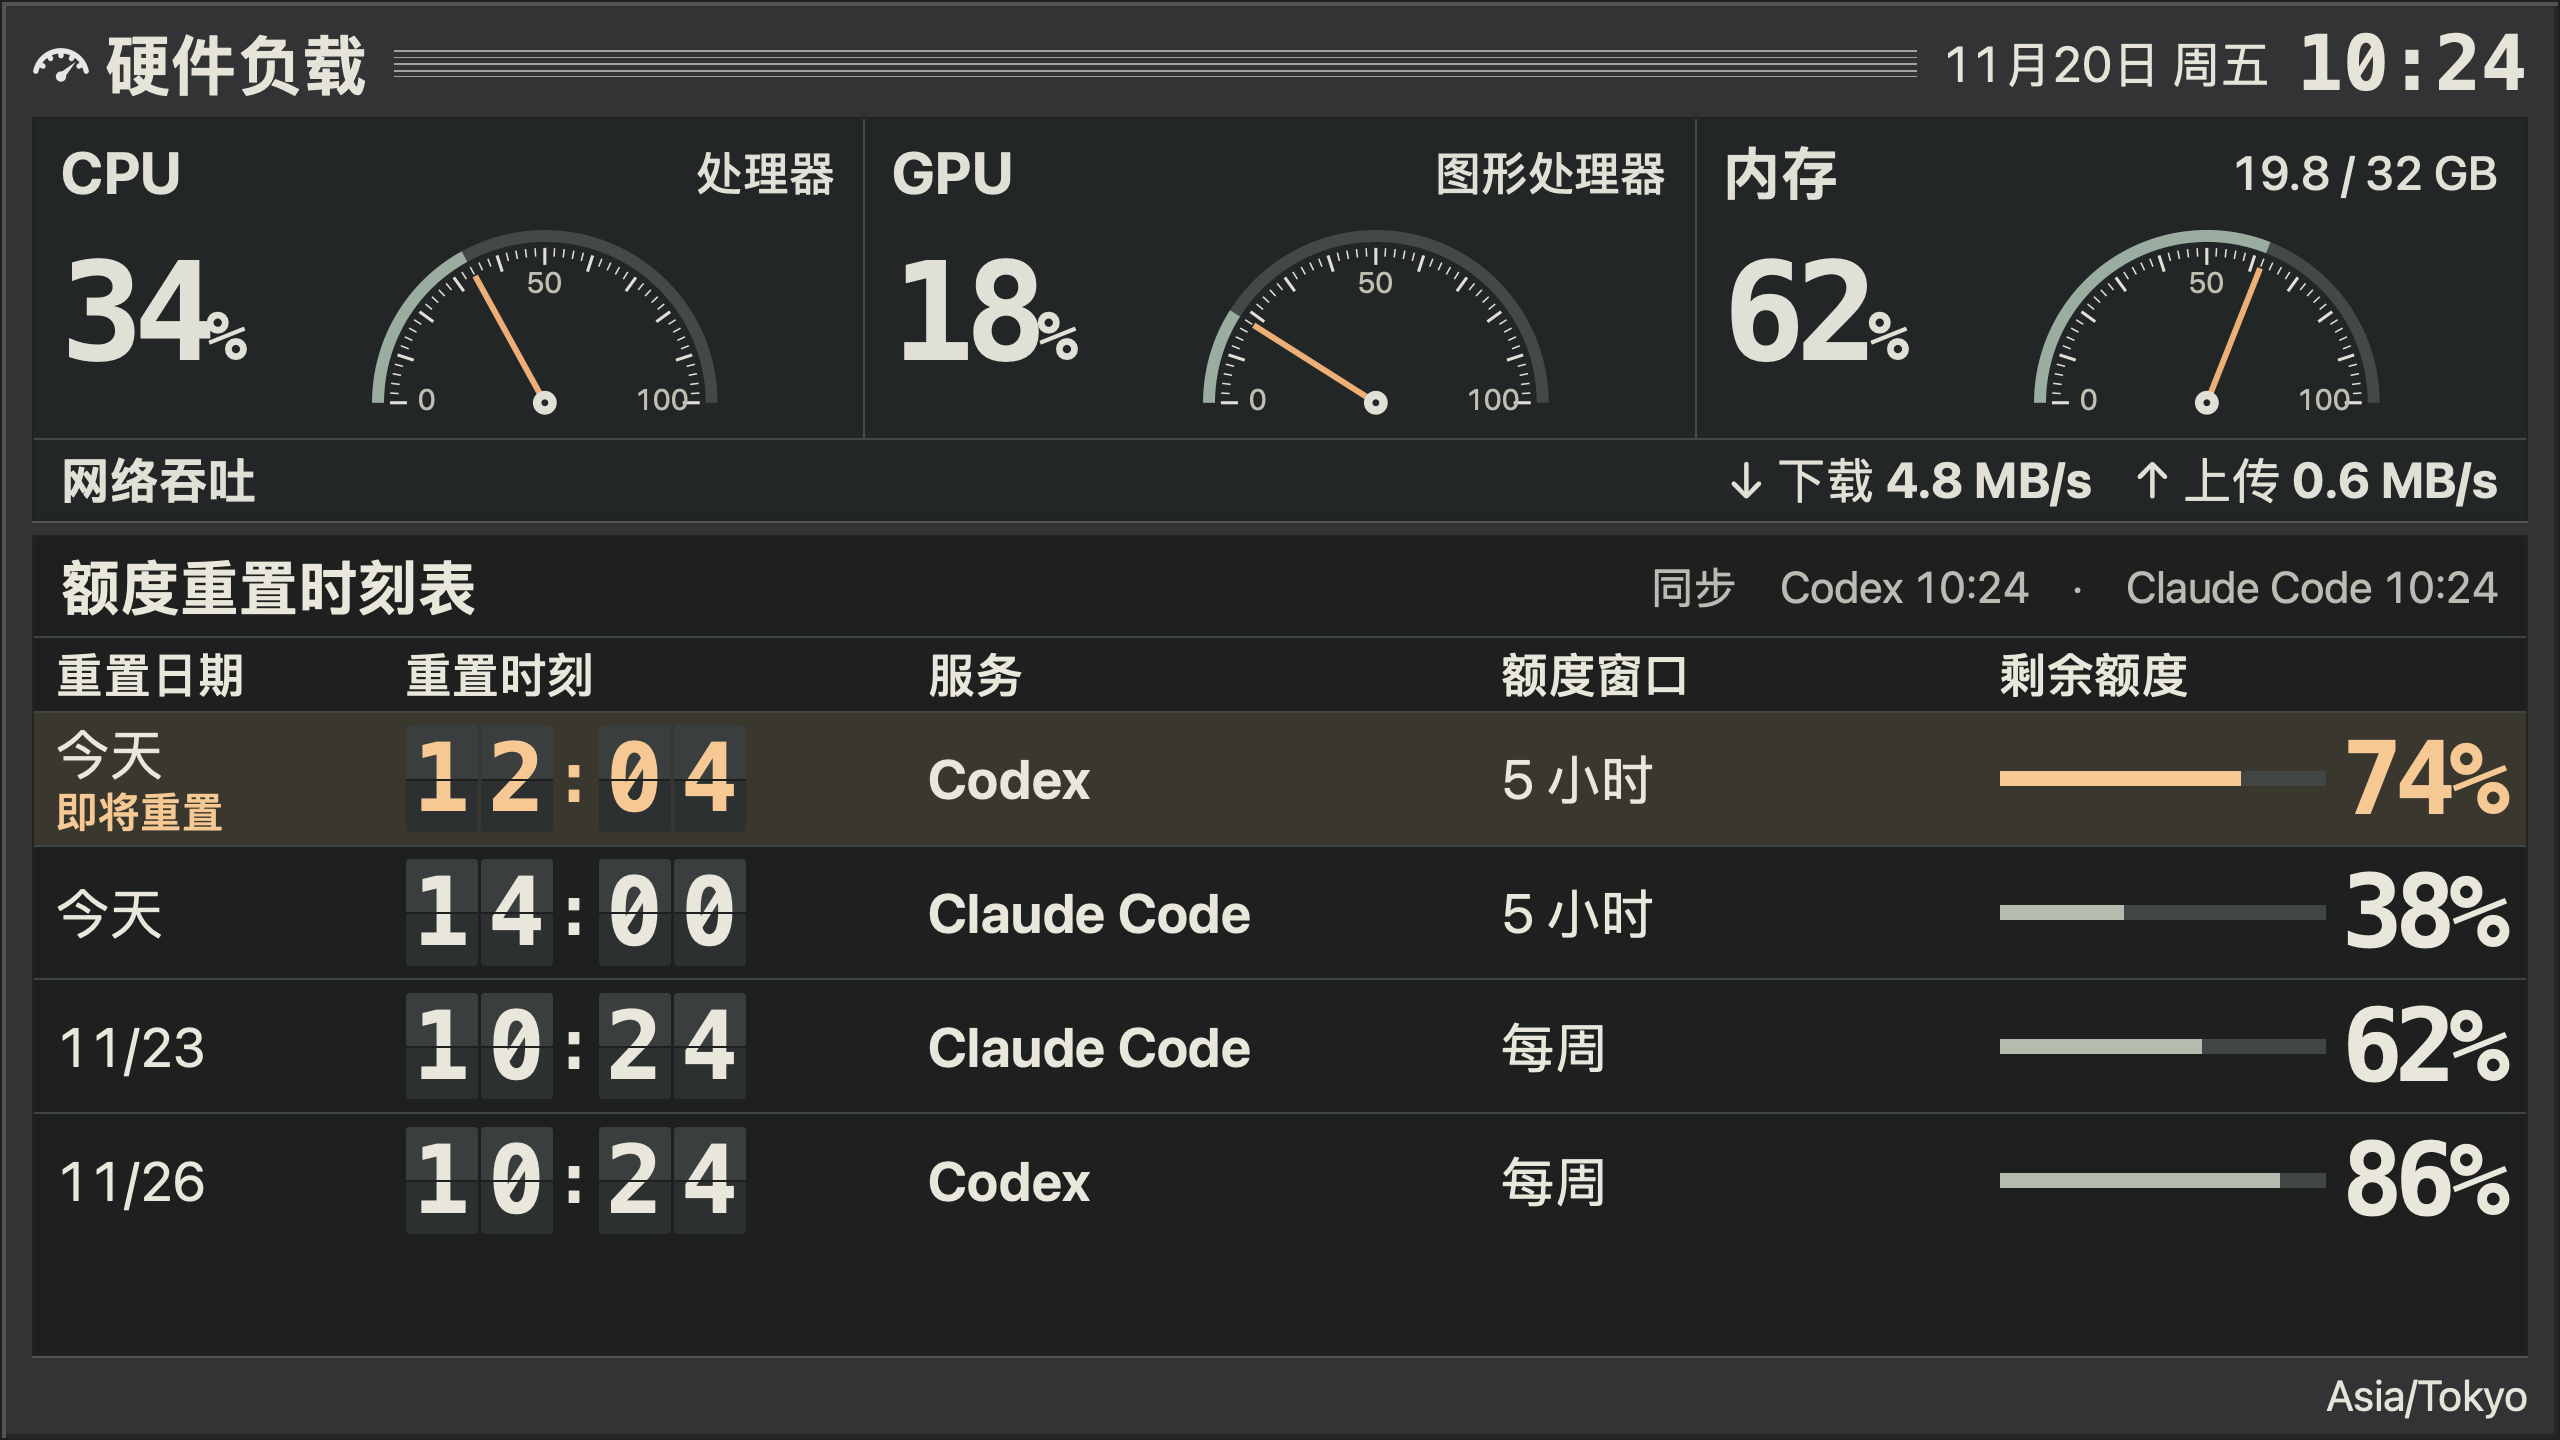 硬件负载 11月20日 周五 10:24
CPU 处理器
34%
0 50 100
GPU 图形处理器
18%
0 50 100
内存 19.8 / 32 GB
62%
0 50 100
网络吞吐 ↓ 下载 4.8 MB/s ↑ 上传 0.6 MB/s
额度重置时刻表 同步 Codex 10:24 · Claude Code 10:24
重置日期 重置时刻 服务 额度窗口 剩余额度
今天 12:04 Codex 5 小时 74%
即将重置
今天 14:00 Claude Code 5 小时 38%
11/23 10:24 Claude Code 每周 62%
11/26 10:24 Codex 每周 86%
Asia/Tokyo